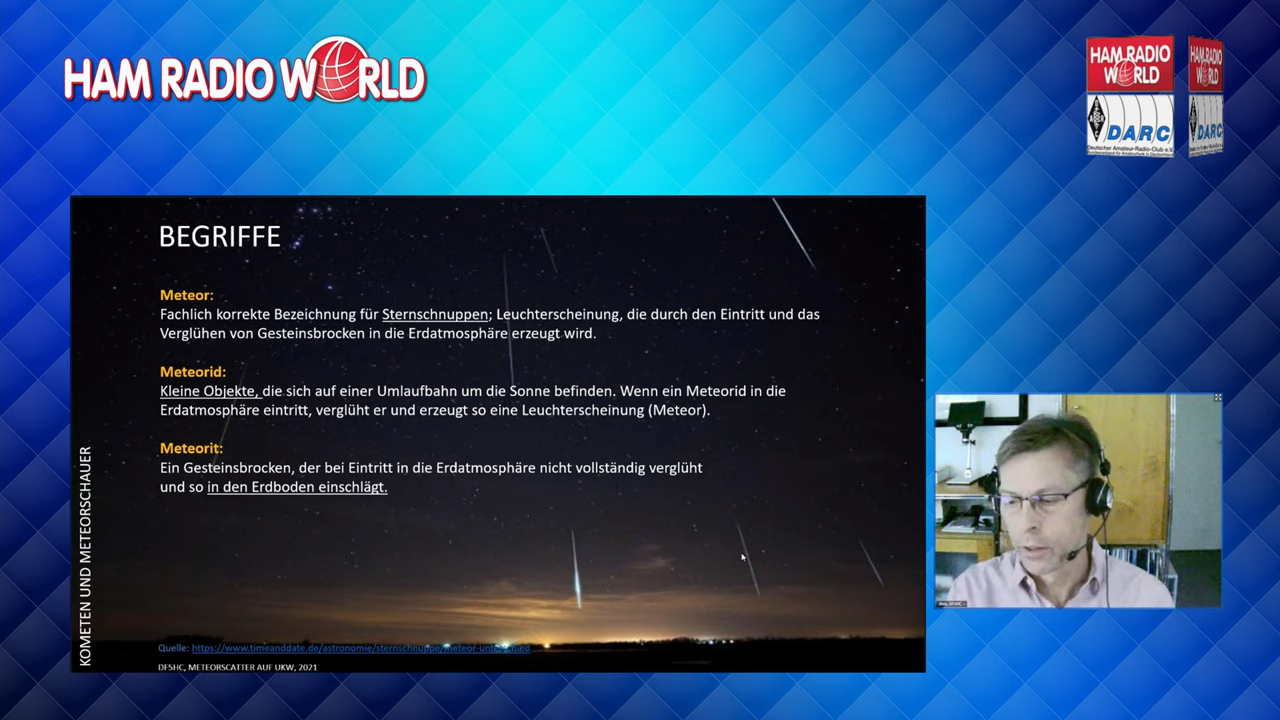 HAM RADIO WORLD
HAM RADIO
WORLD
DARC
Deutscher Amateur-Radio-Club e.V.
HAM RADIO
WORLD
DARC
BEGRIFFE
Meteor:
Fachlich korrekte Bezeichnung für Sternschnuppen; Leuchterscheinung, die durch den Eintritt und das
Verglühen von Gesteinsbrocken in die Erdatmosphäre erzeugt wird.
Meteorid:
Kleine Objekte, die sich auf einer Umlaufbahn um die Sonne befinden. Wenn ein Meteorid in die
Erdatmosphäre eintritt, verglüht er und erzeugt so eine Leuchterscheinung (Meteor).
Meteorit:
Ein Gesteinsbrocken, der bei Eintritt in die Erdatmosphäre nicht vollständig verglüht
und so in den Erdboden einschlägt.
KOMETEN UND METEORSCHAUER
Quelle: https://www.timeanddate.de/astronomie/sternschnuppe/meteor-unterschied
DF5HC, METEORSCATTER AUF UKW, 2021